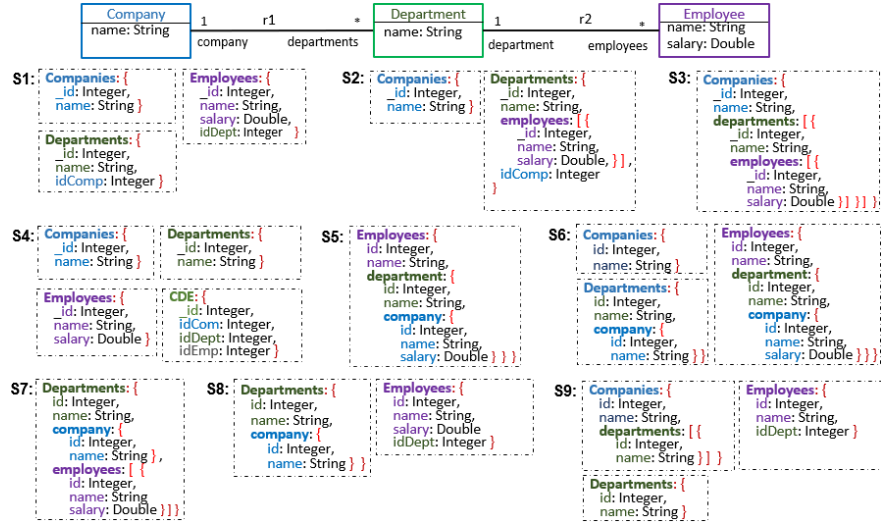 Company
name: String
1 r1 *
company departments
Department
name: String
1 r2 *
department employees
Employee
name: String
salary: Double
S1:
Companies: {
_id: Integer,
name: String }
Employees: {
_id: Integer,
name: String,
salary: Double,
idDept: Integer }
Departments: {
_id: Integer,
name: String,
idComp: Integer }
S2:
Companies: {
_id: Integer,
name: String }
Departments: {
_id: Integer,
name: String,
employees: [ {
_id: Integer,
name: String,
salary: Double, } ] ,
idComp: Integer
}
S3:
Companies: {
_id: Integer,
name: String,
departments: [ {
_id: Integer,
name: String,
employees: [ {
_id: Integer,
name: String,
salary: Double } ] } ] }
S4:
Companies: {
_id: Integer,
name: String }
Departments: {
_id: Integer,
name: String }
Employees: {
_id: Integer,
name: String,
salary: Double }
CDE: {
_id: Integer,
idCom: Integer,
idDept: Integer,
idEmp: Integer }
S5:
Employees: {
id: Integer,
name: String,
department: {
id: Integer,
name: String,
company: {
id: Integer,
name: String,
salary: Double } } }
S6:
Companies: {
id: Integer,
name: String }
Departments: {
id: Integer,
name: String,
company: {
id: Integer,
name: String } }
Employees: {
id: Integer,
name: String,
department: {
id: Integer,
name: String,
company: {
id: Integer,
name: String,
salary: Double } } }
S7:
Departments: {
id: Integer,
name: String,
company: {
id: Integer,
name: String } ,
employees: [ {
id: Integer,
name: String
salary: Double } ] }
S8:
Departments: {
id: Integer,
name: String,
company: {
id: Integer,
name: String } }
Employees: {
id: Integer,
name: String,
salary: Double
idDept: Integer }
S9:
Companies: {
id: Integer,
name: String,
departments: [ {
id: Integer,
name: String } ] }
Employees: {
id: Integer,
name: String,
idDept: Integer }
Departments: {
id: Integer,
name: String }